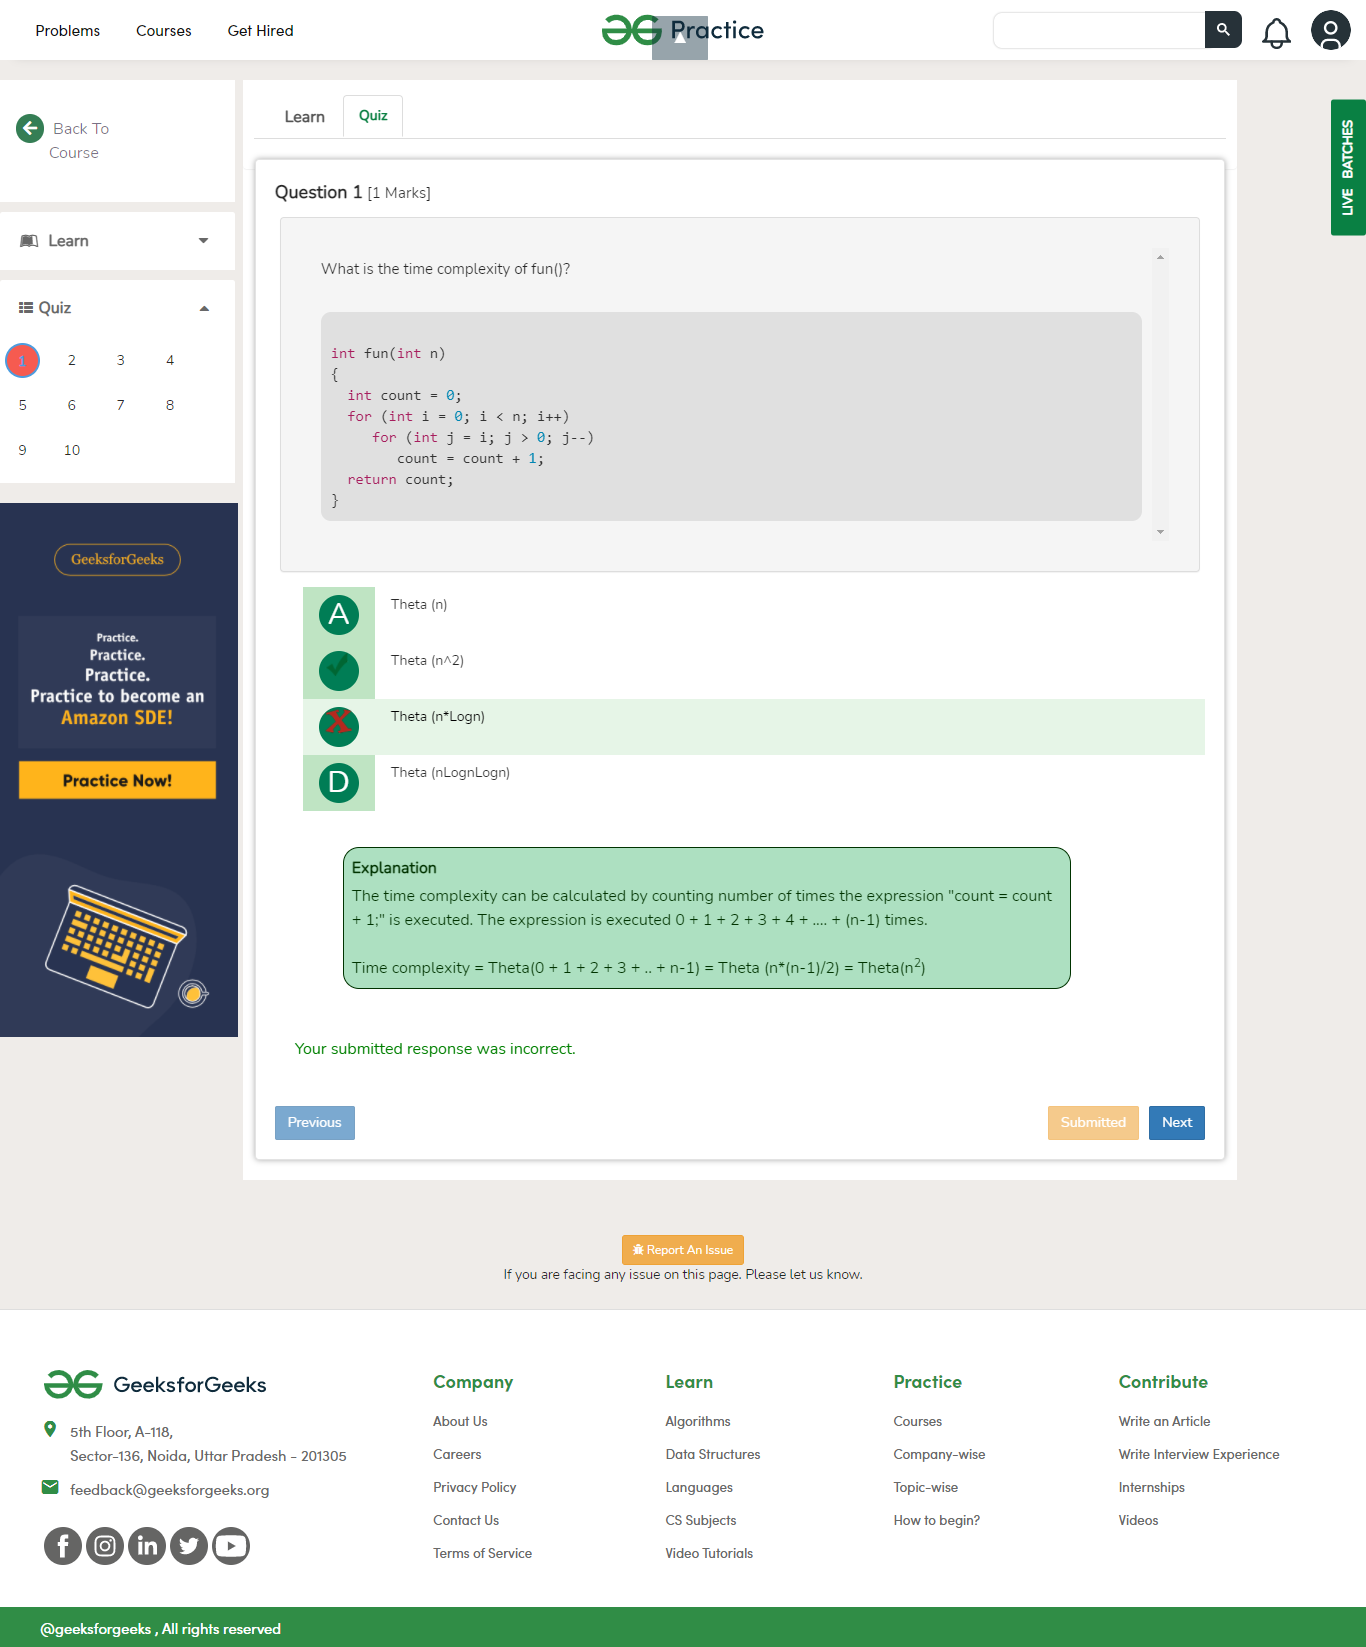 Problems
Courses
Get Hired
Practice
Back To
Course
Learn
Quiz
LIVE BATCHES
Learn
Quiz
1 2 3 4
5 6 7 8
9 10
Question 1 [1 Marks]
What is the time complexity of fun()?
int fun(int n)
{
int count = 0;
for (int i = 0; i < n; i++)
for (int j = i; j > 0; j--)
count = count + 1;
return count;
}
A Theta (n)
Theta (n^2)
X Theta (n*Logn)
D Theta (nLognLogn)
Explanation
The time complexity can be calculated by counting number of times the expression "count = count
+ 1;" is executed. The expression is executed 0 + 1 + 2 + 3 + 4 + .... + (n-1) times.
Time complexity = Theta(0 + 1 + 2 + 3 + .. + n-1) = Theta (n*(n-1)/2) = Theta(n²)
Your submitted response was incorrect.
Previous
Submitted
Next
GeeksforGeeks
Practice.
Practice.
Practice.
Practice to become an
Amazon SDE!
Practice Now!
Report An Issue
If you are facing any issue on this page. Please let us know.
GeeksforGeeks
5th Floor, A-118,
Sector-136, Noida, Uttar Pradesh - 201305
feedback@geeksforgeeks.org
Company
About Us
Careers
Privacy Policy
Contact Us
Terms of Service
Learn
Algorithms
Data Structures
Languages
CS Subjects
Video Tutorials
Practice
Courses
Company-wise
Topic-wise
How to begin?
Contribute
Write an Article
Write Interview Experience
Internships
Videos
@geeksforgeeks , All rights reserved